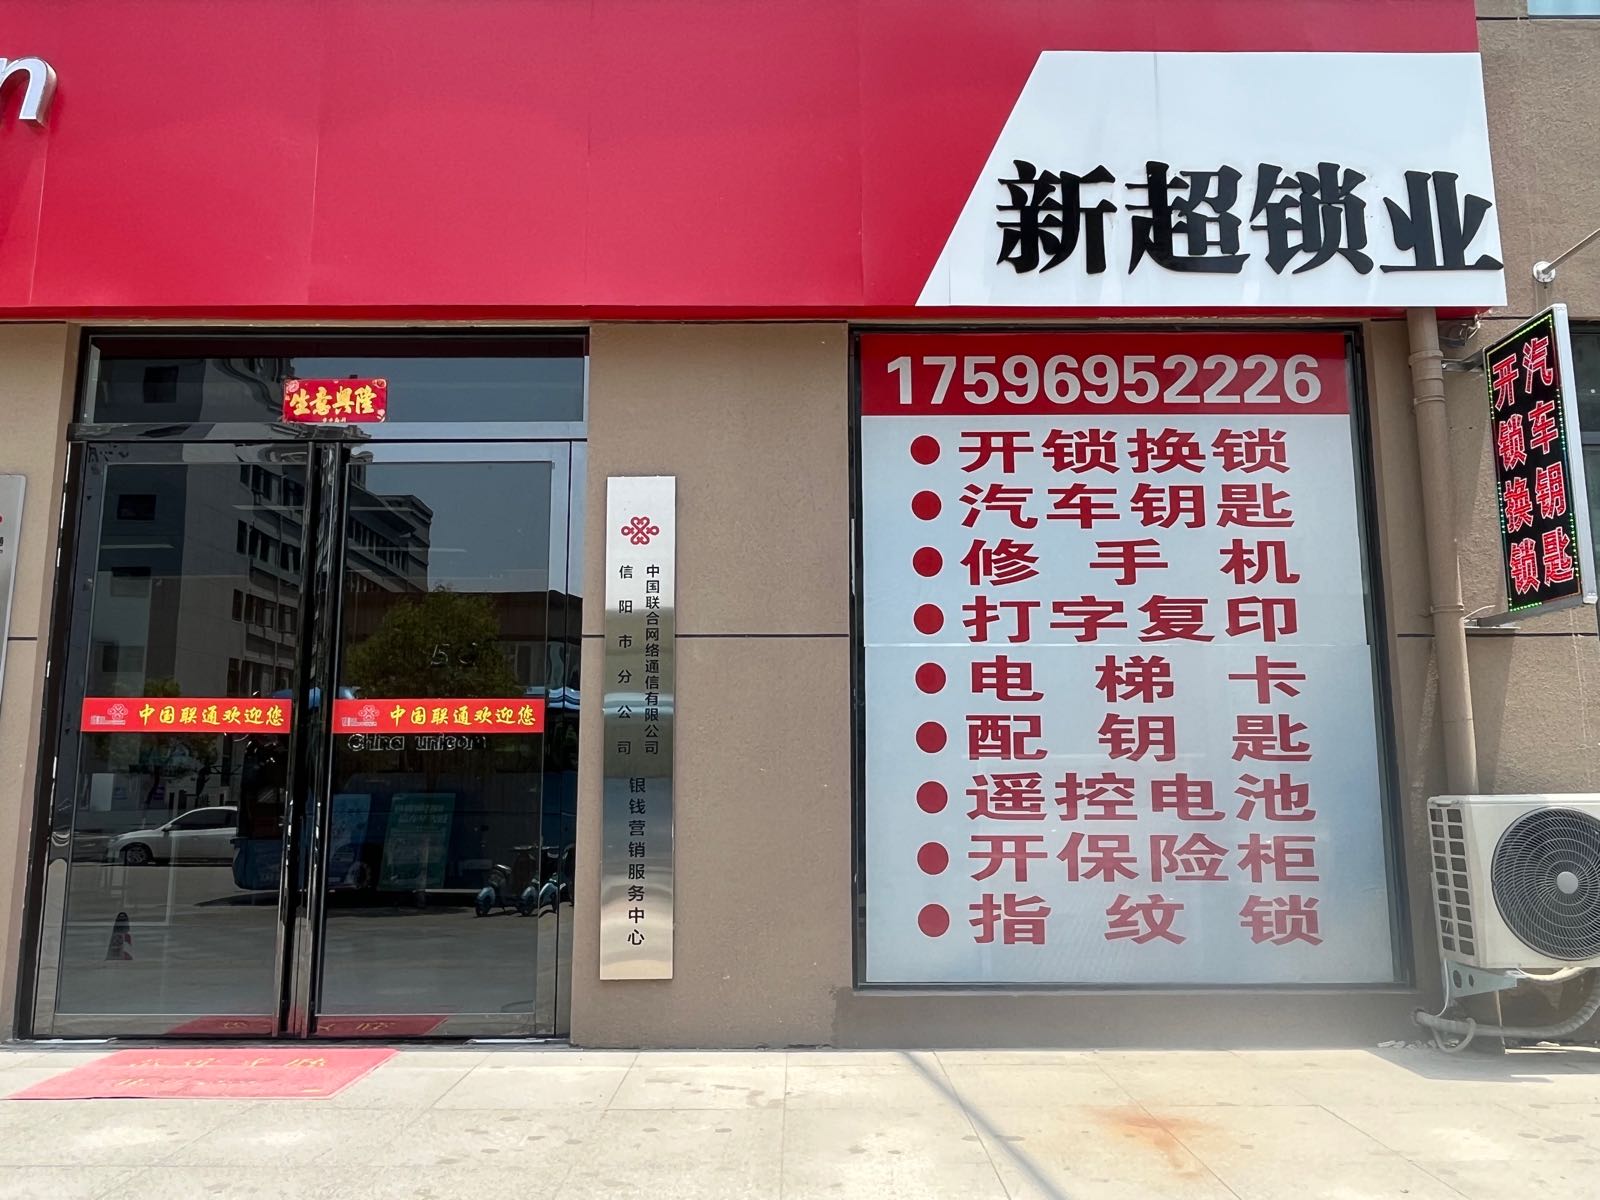 n
新超锁业
生意興隆
17596952226
●开锁换锁
●汽车钥匙
●修手机
●打字复印
●电梯卡
●配钥匙
●遥控电池
●开保险柜
●指纹锁
汽车钥匙
开锁换锁
中国联合网络通信有限公司
信阳市分公司
银钱营销服务中心
中国联通欢迎您
中国联通欢迎您
China unicom